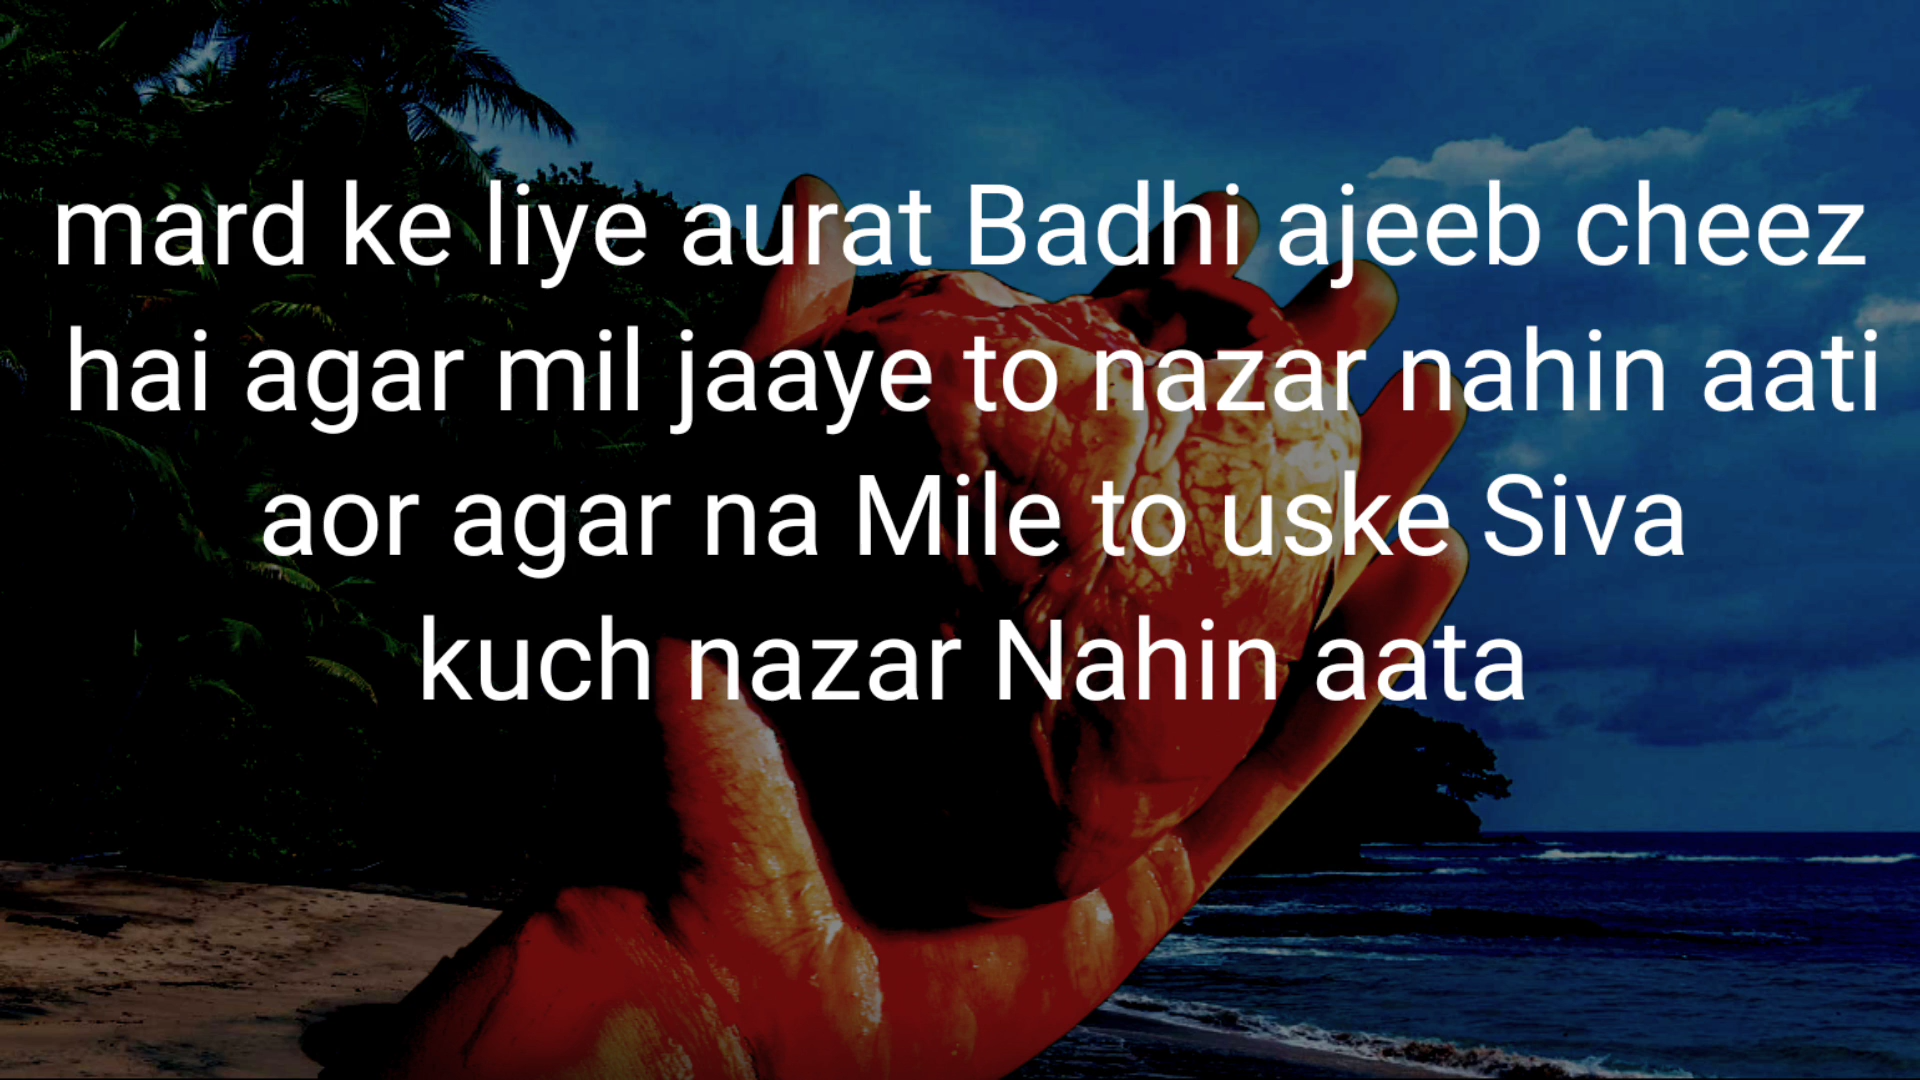 mard ke liye aurat Badhi ajeeb cheez
hai agar mil jaaye to nazar nahin aati
aor agar na Mile to uske Siva
kuch nazar Nahin aata